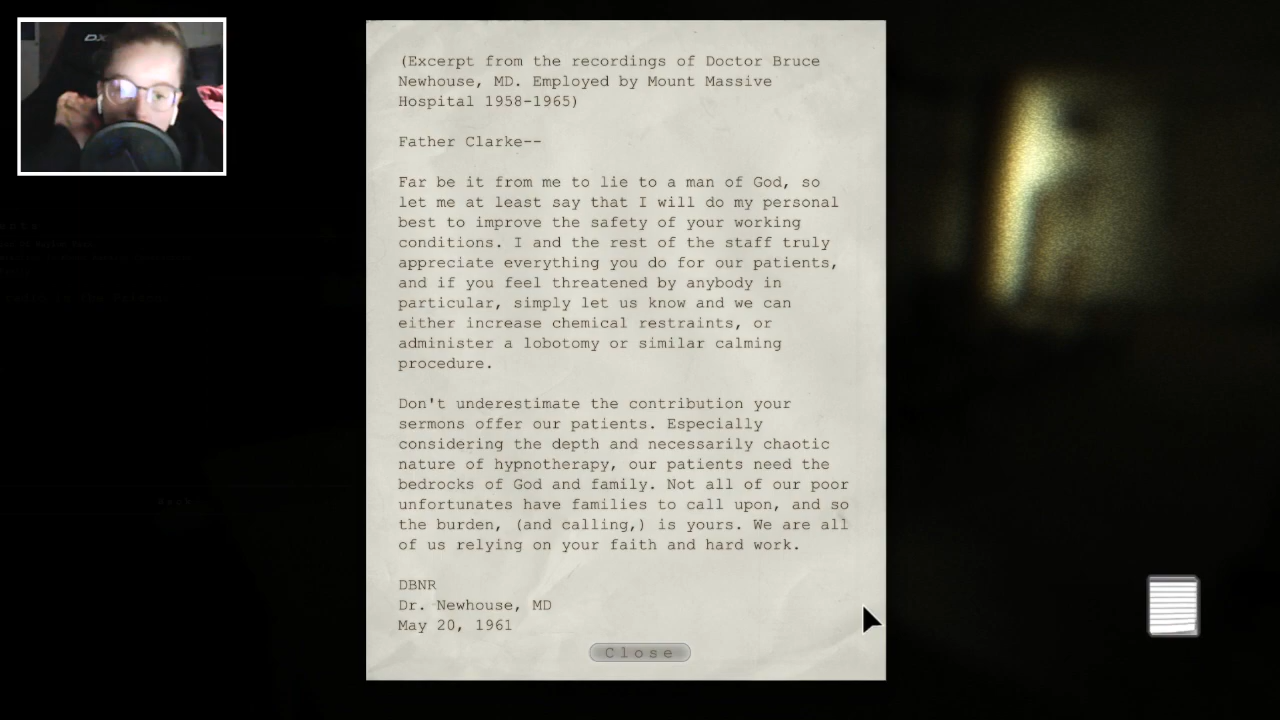 DX
(Excerpt from the recordings of Doctor Bruce
Newhouse, MD. Employed by Mount Massive
Hospital 1958-1965)
Father Clarke--
Far be it from me to lie to a man of God, so
let me at least say that I will do my personal
best to improve the safety of your working
conditions. I and the rest of the staff truly
appreciate everything you do for our patients,
and if you feel threatened by anybody in
particular, simply let us know and we can
either increase chemical restraints, or
administer a lobotomy or similar calming
procedure.
Don't underestimate the contribution your
sermons offer our patients. Especially
considering the depth and necessarily chaotic
nature of hypnotherapy, our patients need the
bedrocks of God and family. Not all of our poor
unfortunates have families to call upon, and so
the burden, (and calling,) is yours. We are all
of us relying on your faith and hard work.
DBNR
Dr. Newhouse, MD
May 20, 1961
Close